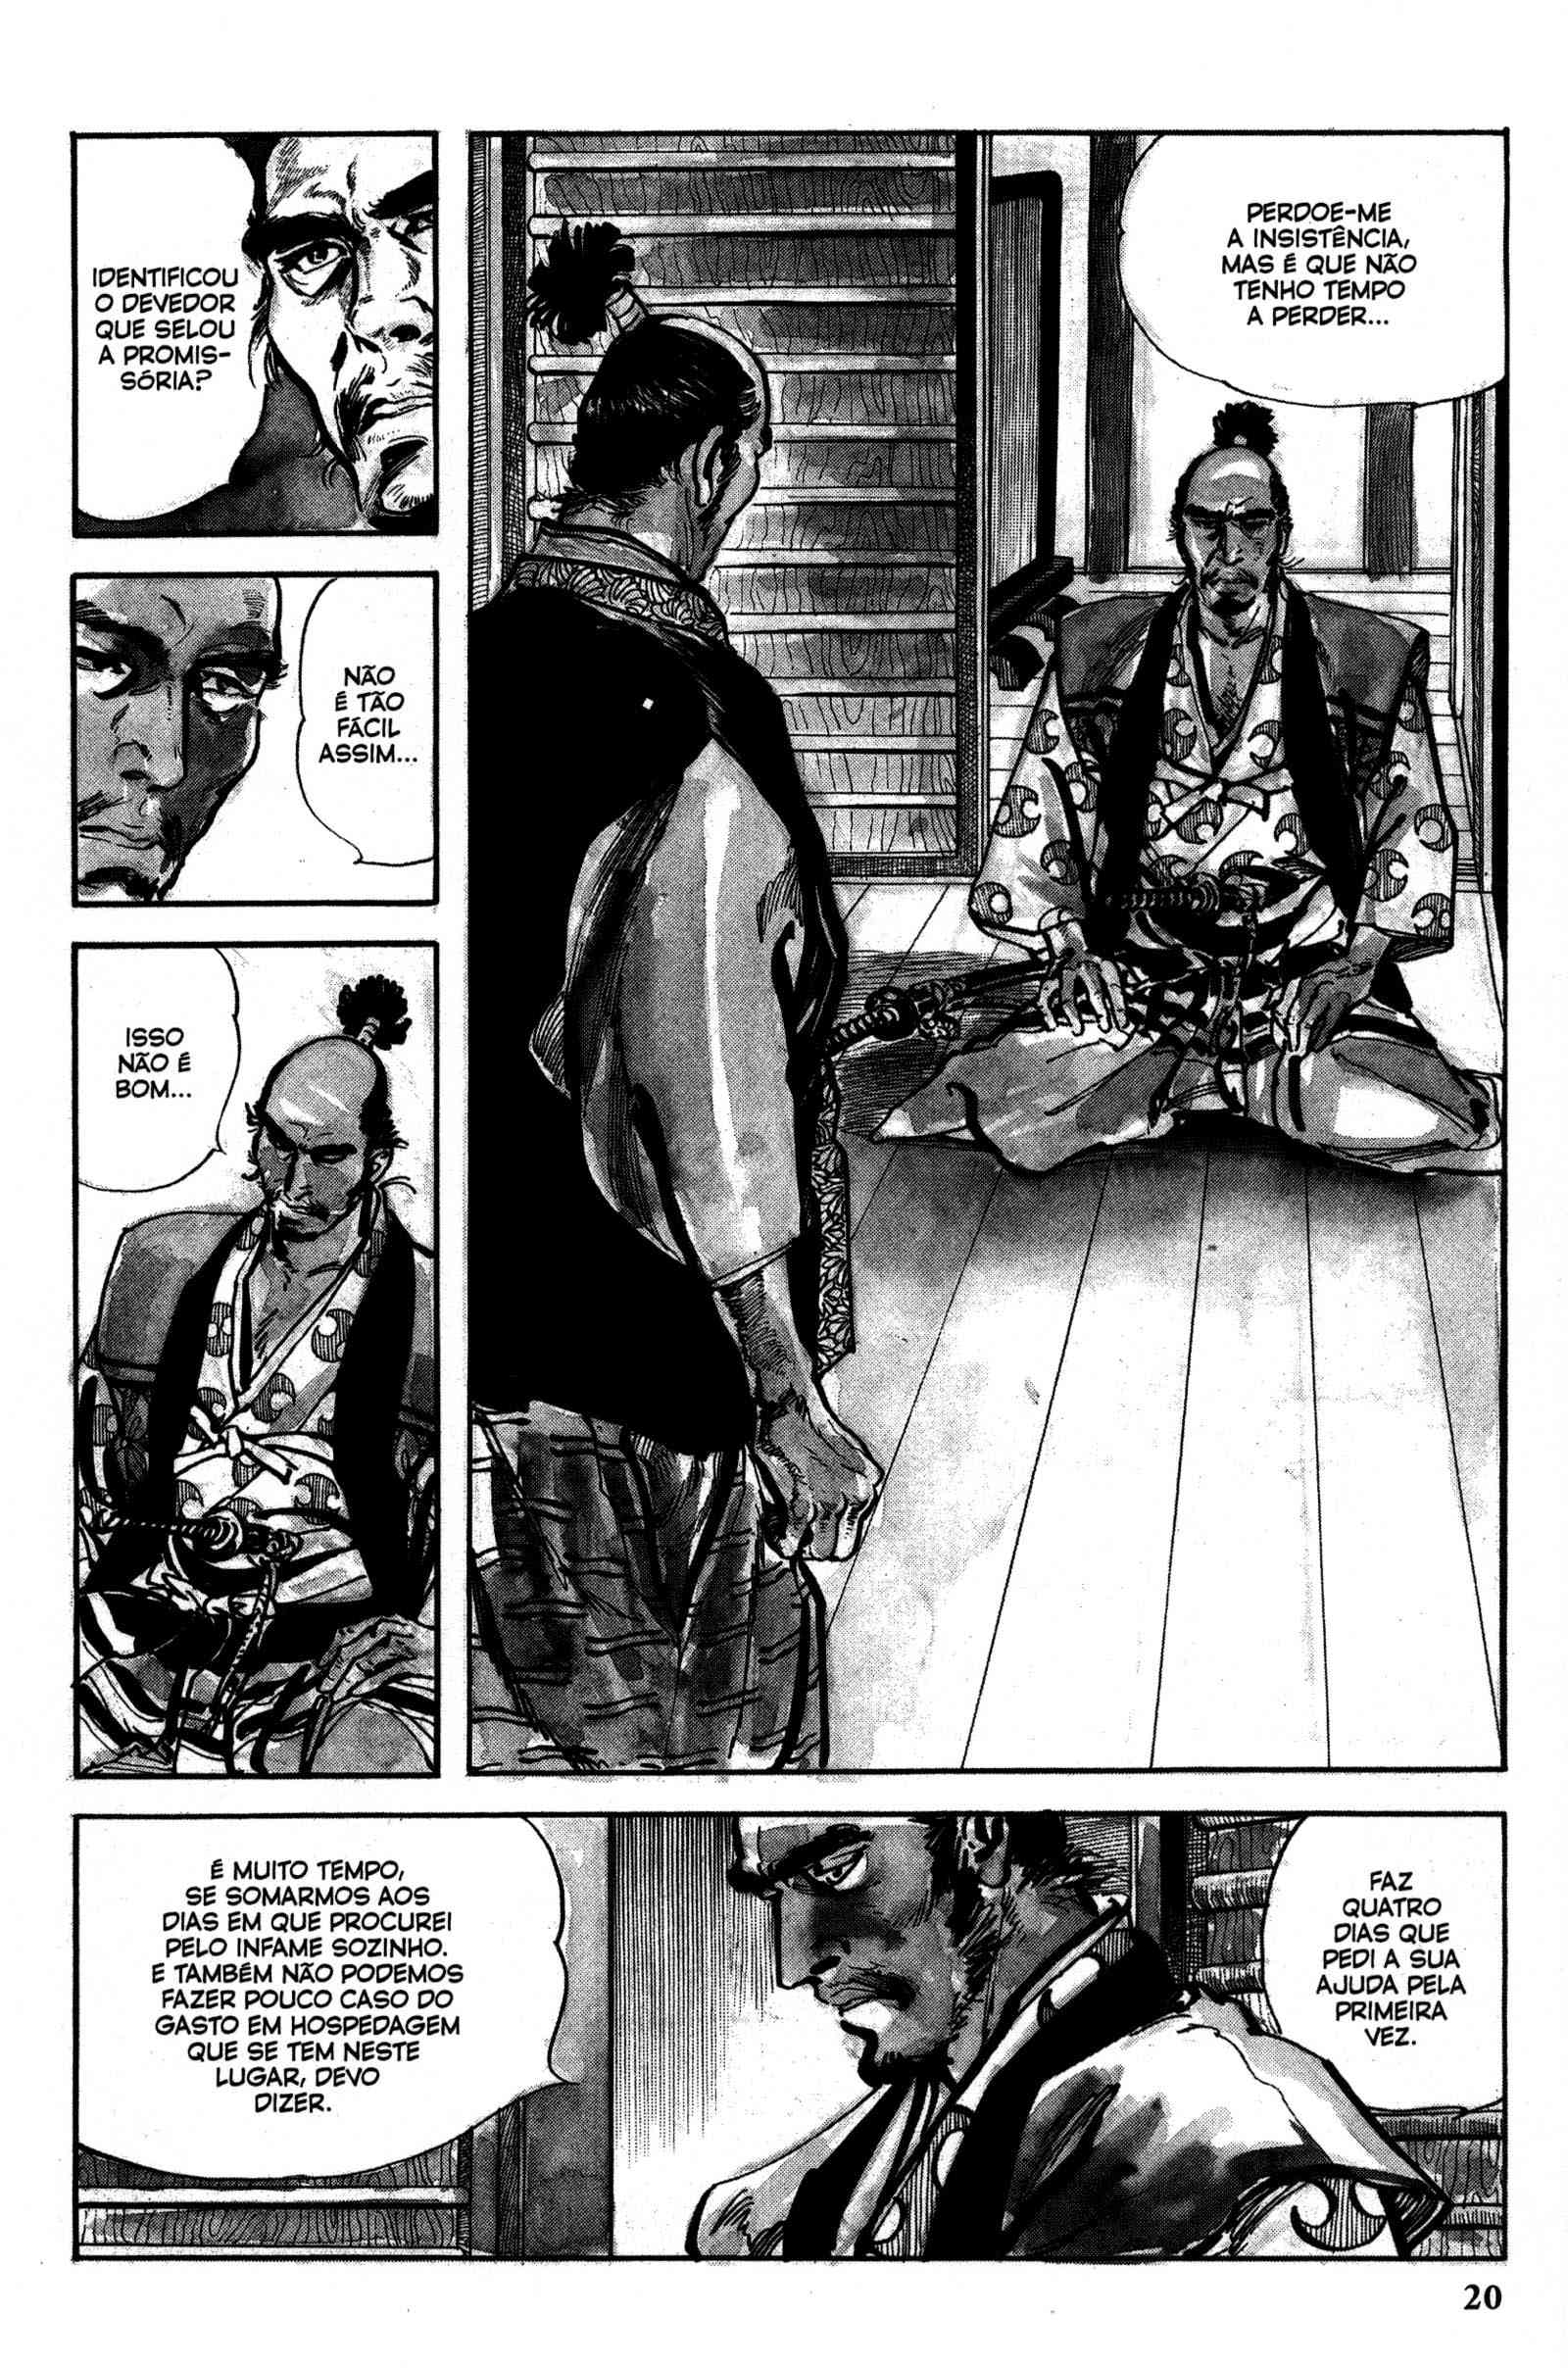 PERDOE-ME
A INSISTÊNCIA,
MAS É QUE NÃO
TENHO TEMPO
A PERDER...
IDENTIFICOU
O DEVEDOR
QUE SELOU
A PROMIS-
SÓRIA?
NÃO
É TÃO
FÁCIL
ASSIM...
ISSO
NÃO É
BOM...
FAZ
QUATRO
DIAS QUE
PEDI A SUA
AJUDA PELA
PRIMEIRA
VEZ.
É MUITO TEMPO,
SE SOMARMOS AOS
DIAS EM QUE PROCUREI
PELO INFAME SOZINHO.
E TAMBÉM NÃO PODEMOS
FAZER POUCO CASO DO
GASTO EM HOSPEDAGEM
QUE SE TEM NESTE
LUGAR, DEVO
DIZER.
20